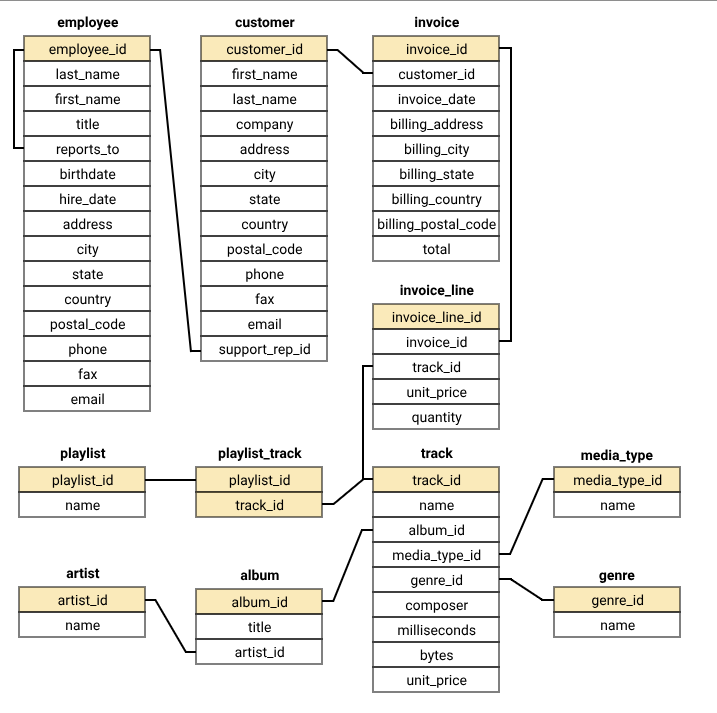 employee
employee_id
last_name
first_name
title
reports_to
birthdate
hire_date
address
city
state
country
postal_code
phone
fax
email
customer
customer_id
first_name
last_name
company
address
city
state
country
postal_code
phone
fax
email
support_rep_id
invoice
invoice_id
customer_id
invoice_date
billing_address
billing_city
billing_state
billing_country
billing_postal_code
total
invoice_line
invoice_line_id
invoice_id
track_id
unit_price
quantity
playlist
playlist_id
name
playlist_track
playlist_id
track_id
track
track_id
name
album_id
media_type_id
genre_id
composer
milliseconds
bytes
unit_price
media_type
media_type_id
name
artist
artist_id
name
album
album_id
title
artist_id
genre
genre_id
name